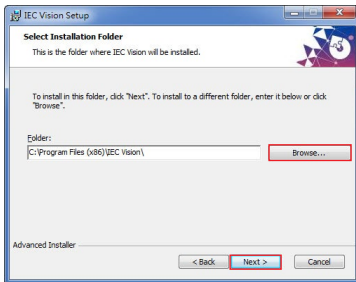 IEC Vision Setup
Select Installation Folder
This is the folder where IEC Vision will be installed.
To install in this folder, click "Next". To install to a different folder, enter it below or click
"Browse".
Folder:
C:\Program Files (x86)\IEC Vision\
Browse...
Advanced Installer
< Back
Next >
Cancel